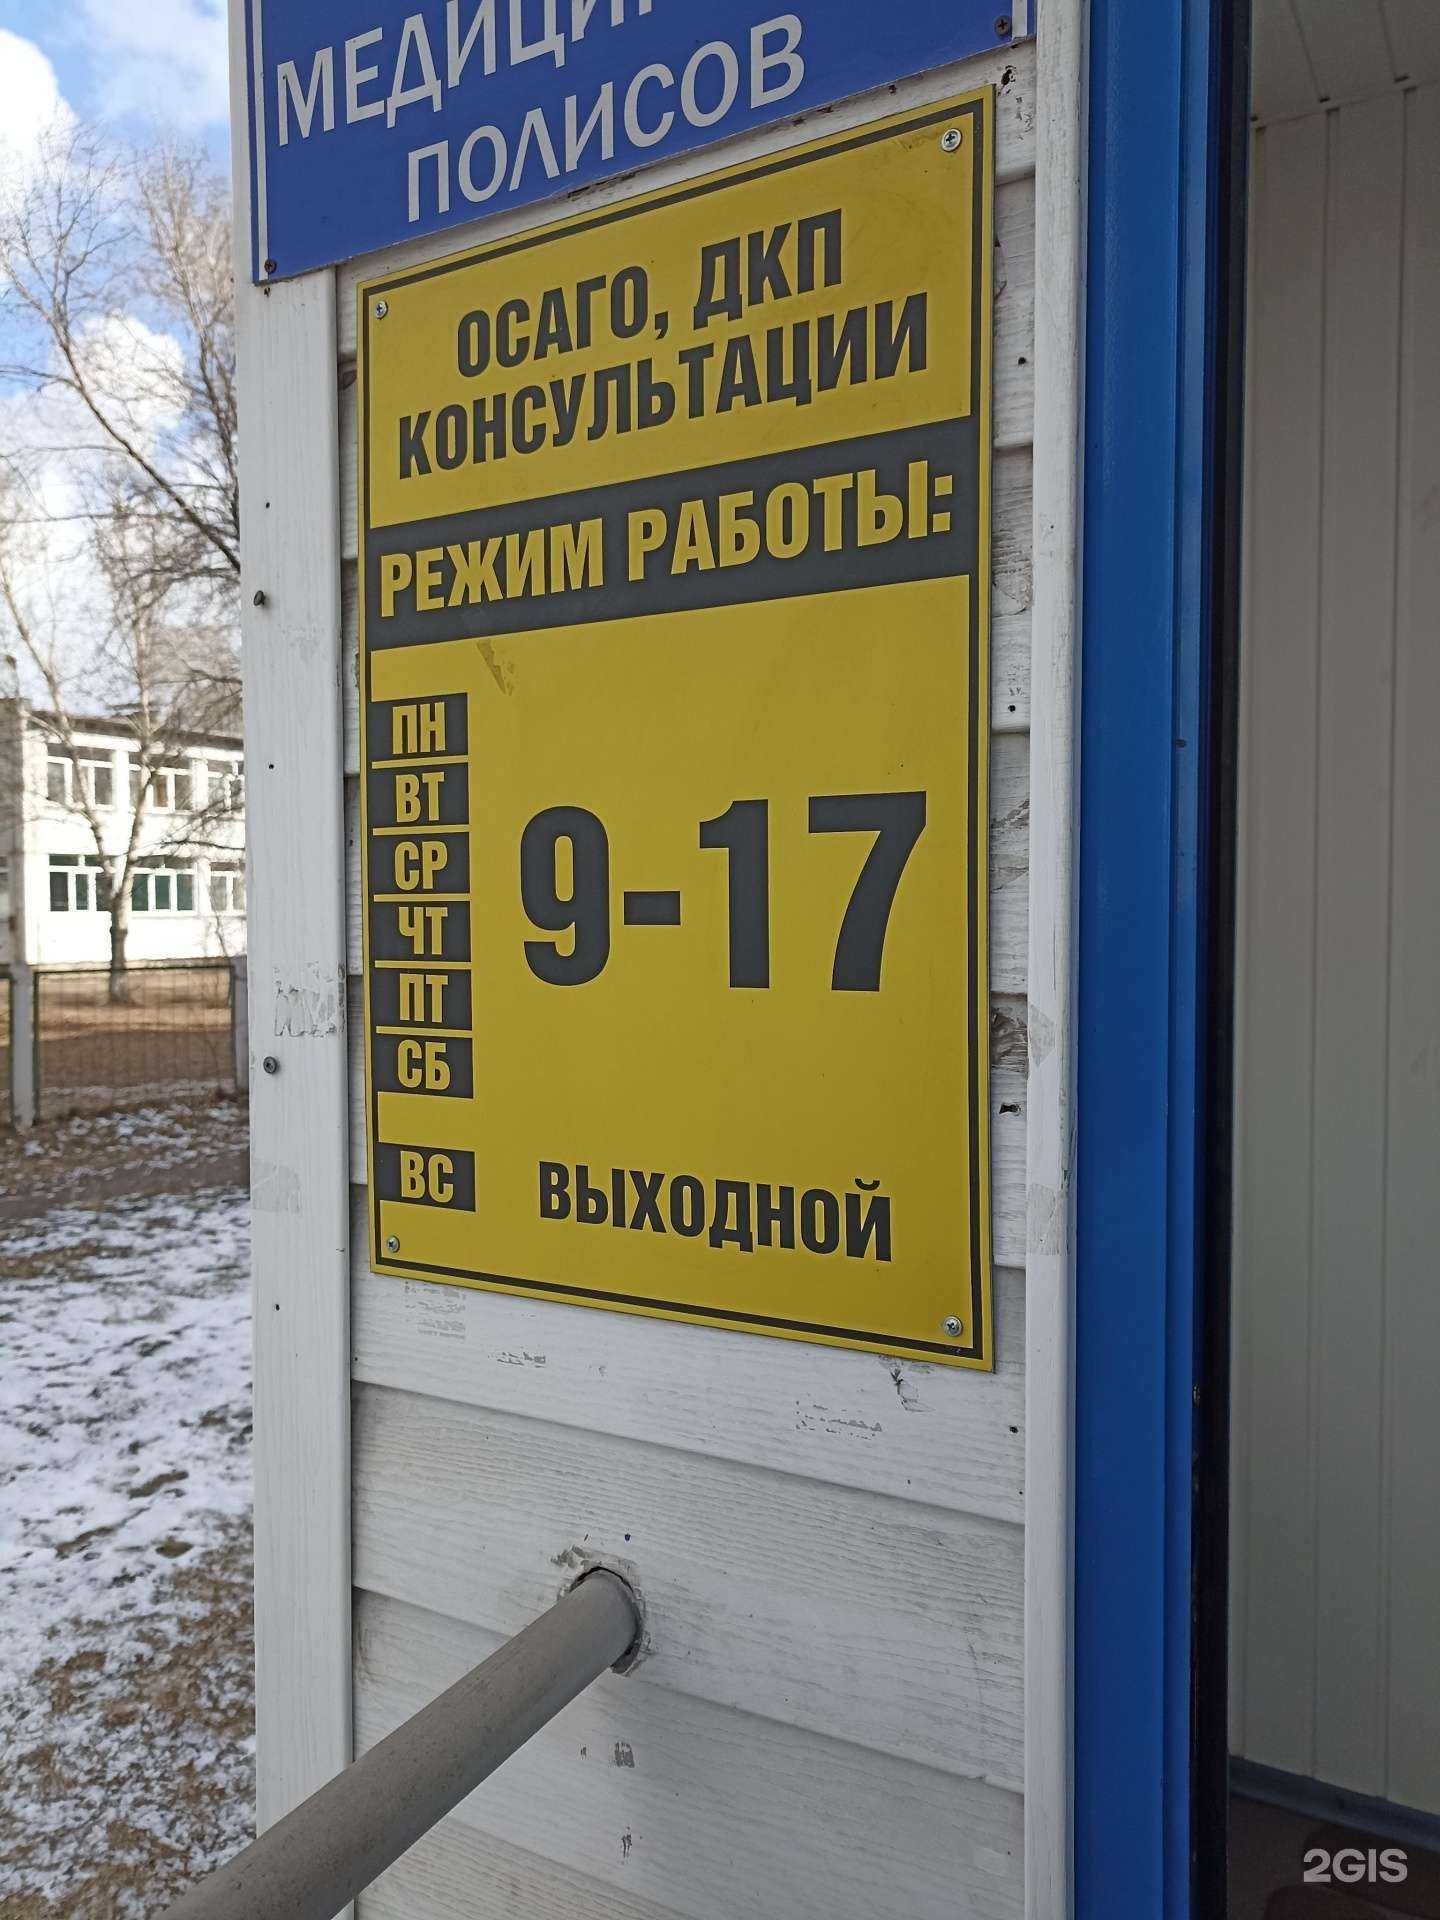 ПОЛИСОВ
ОСАГО, ДКП
КОНСУЛЬТАЦИИ
РЕЖИМ РАБОТЫ:
ПН
ВТ
СР
ЧТ
ПТ
СБ
9-17
ВС ВЫХОДНОЙ
2GIS